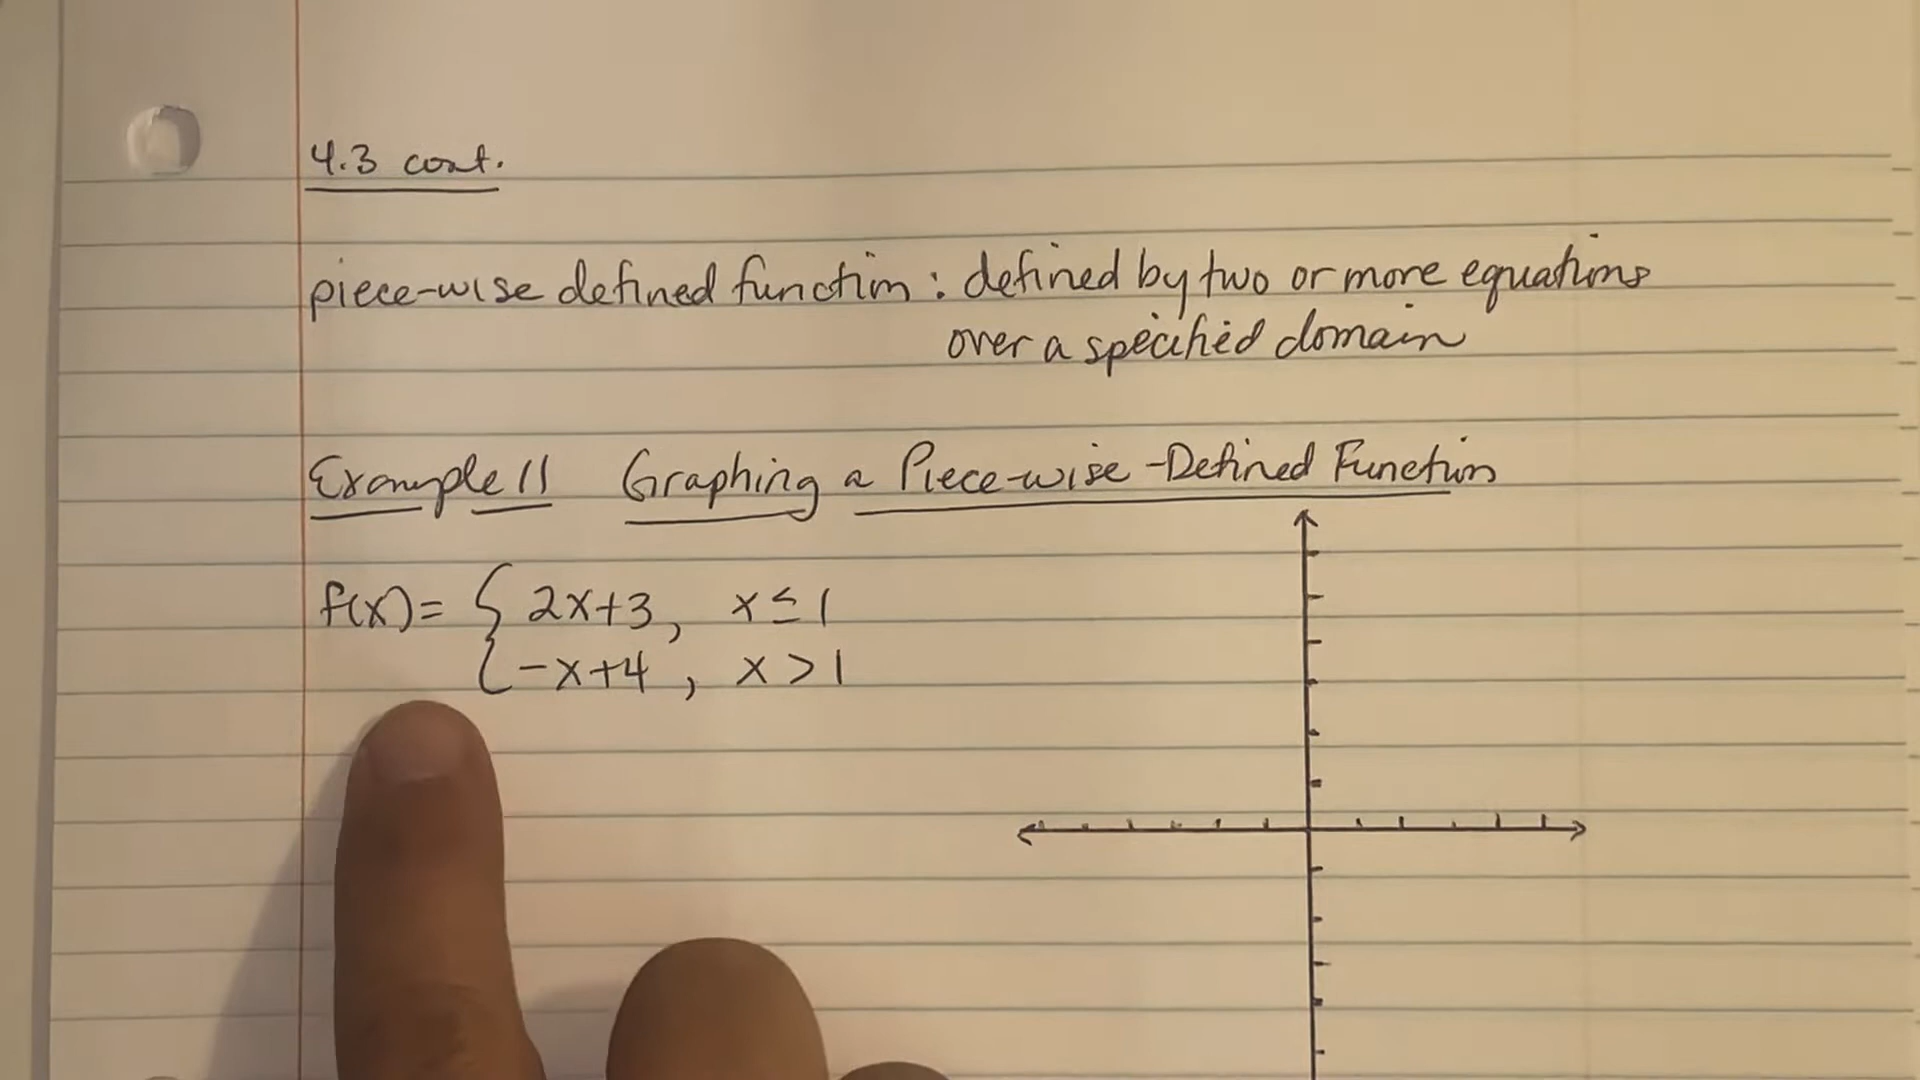 4.3 cont.
piece-wise defined function: defined by two or more equations
over a specified domain
Example 11 Graphing a Piece-wise-Defined Function
f(x) = { 2x+3, x ≤ 1
{ -x+4, x > 1